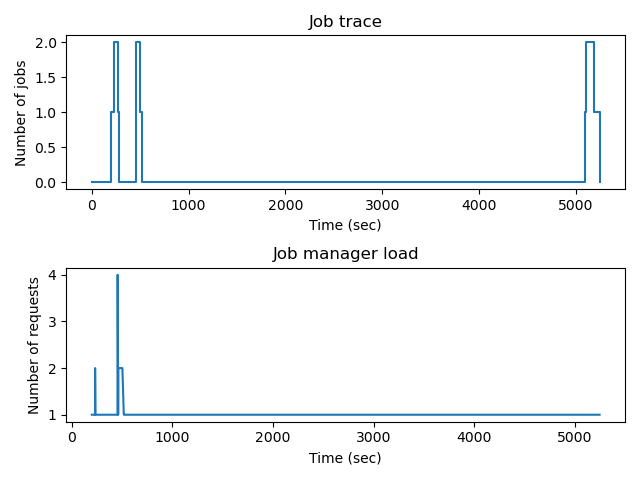 Job trace
2.0
1.5
1.0
0.5
0.0
Number of jobs
0 1000 2000 3000 4000 5000
Time (sec)
Job manager load
4
3
2
1
Number of requests
0 1000 2000 3000 4000 5000
Time (sec)